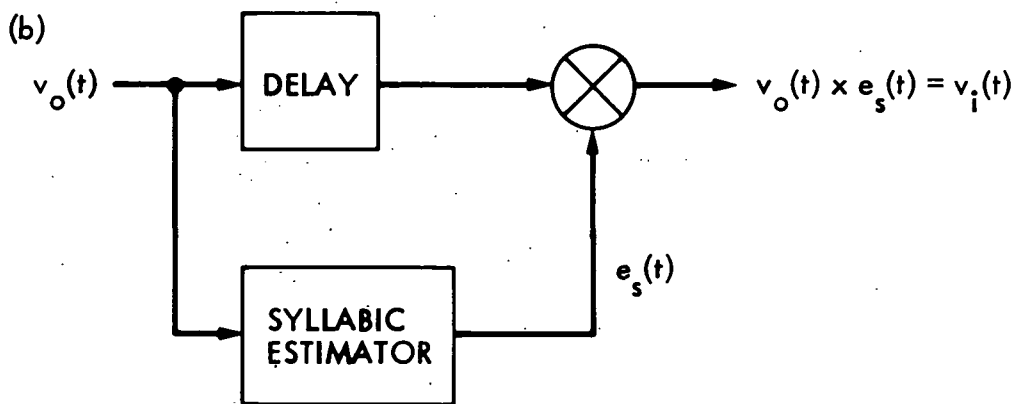 (b)
v_o(t)
DELAY
v_o(t) x e_s(t) = v_i(t)
e_s(t)
SYLLABIC
ESTIMATOR